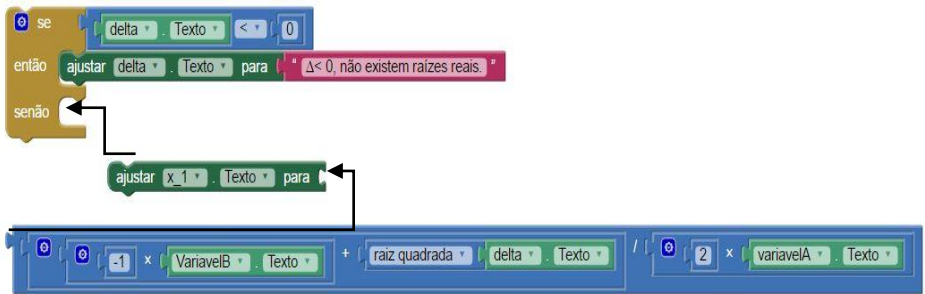 se delta . Texto < 0
então ajustar delta . Texto para " Δ< 0, não existem raízes reais. "
senão
ajustar x_1 . Texto para
-1 × VariavelB . Texto + raiz quadrada delta . Texto / 2 × variavelA . Texto